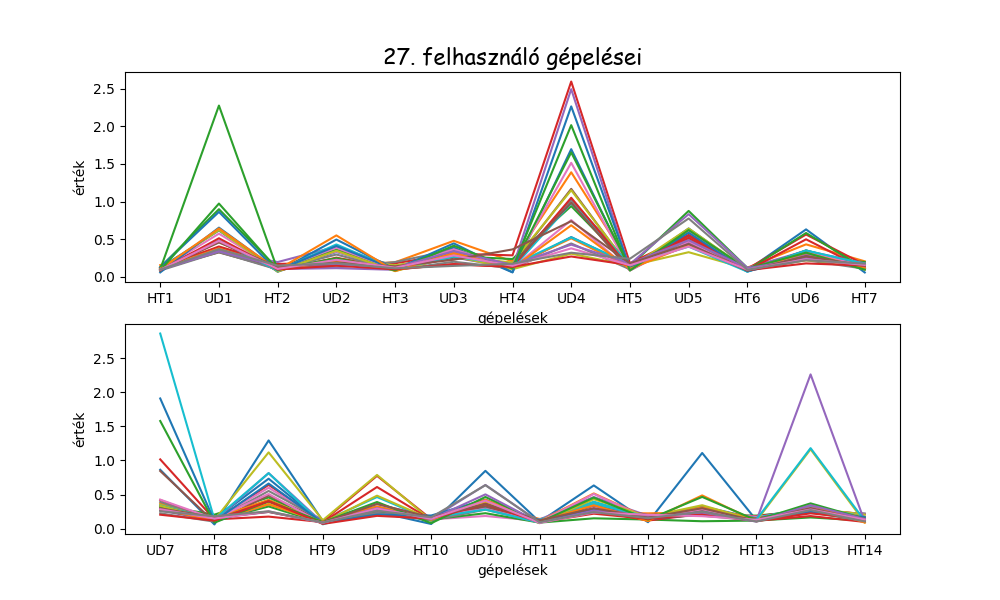 27. felhasználó gépelései
érték
2.5
2.0
1.5
1.0
0.5
0.0
HT1 UD1 HT2 UD2 HT3 UD3 HT4 UD4 HT5 UD5 HT6 UD6 HT7
gépelések
érték
2.5
2.0
1.5
1.0
0.5
0.0
UD7 HT8 UD8 HT9 UD9 HT10 UD10 HT11 UD11 HT12 UD12 HT13 UD13 HT14
gépelések